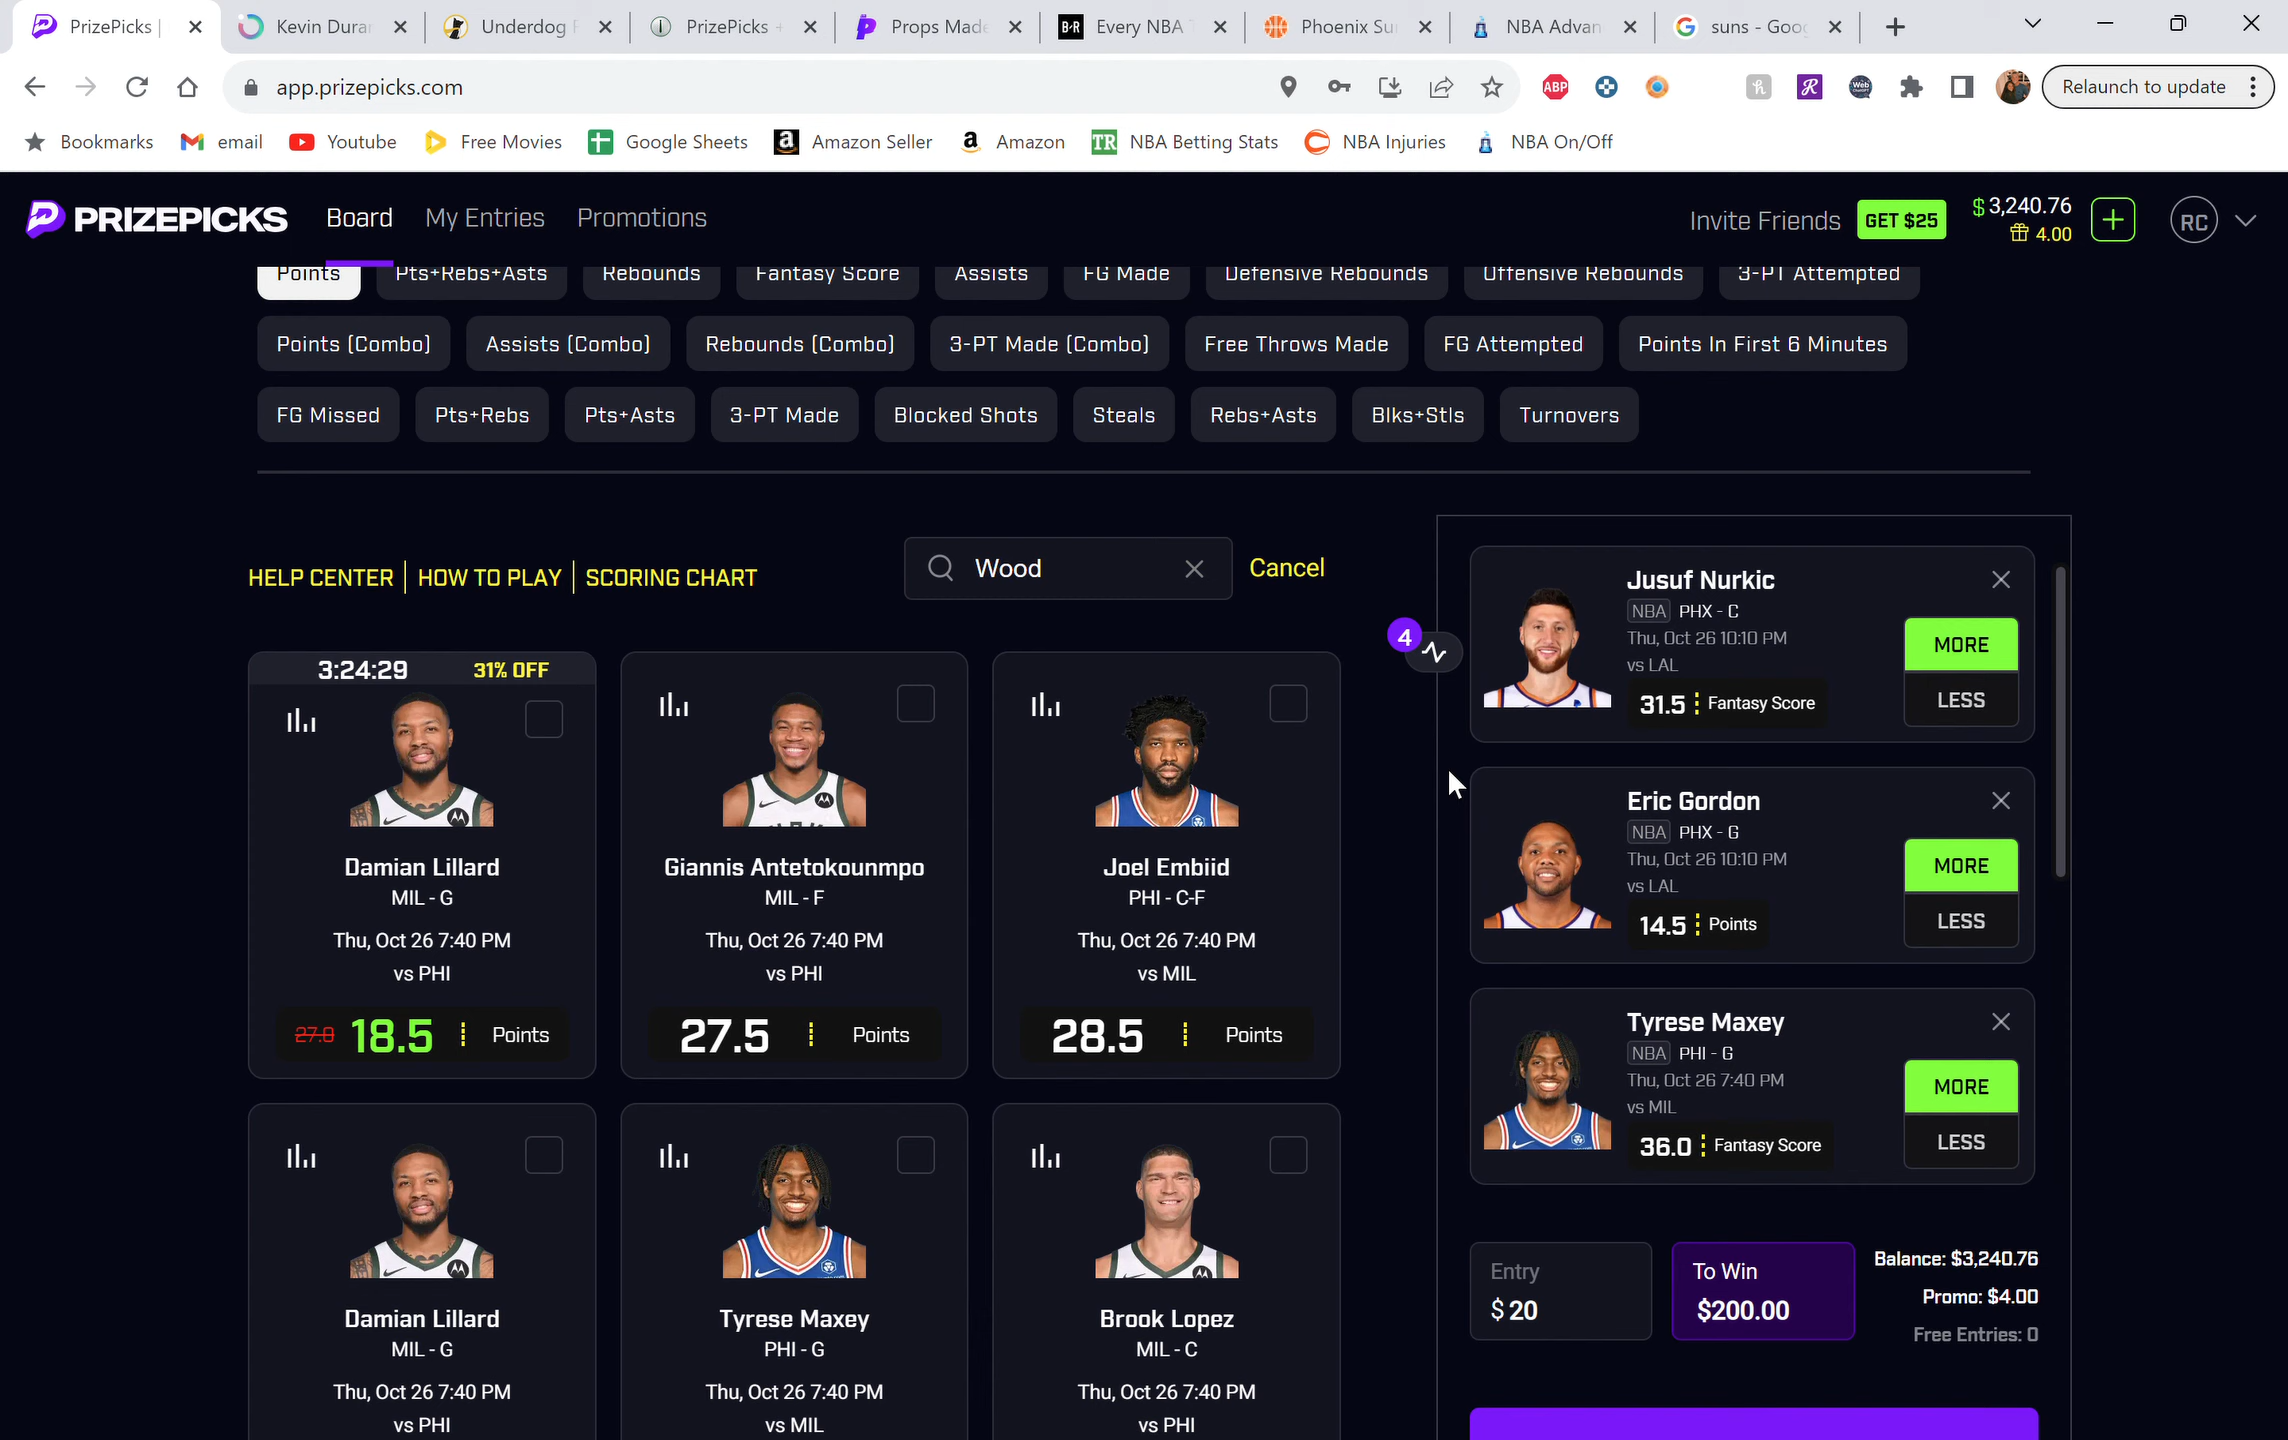 PrizePicks |
Kevin Dura
Underdog F
PrizePicks +
Props Made
B/R
Every NBA T
Phoenix Su
NBA Advan
suns - Goog
app.prizepicks.com
ABP
Relaunch to update
Bookmarks
email
Youtube
Free Movies
Google Sheets
Amazon Seller
Amazon
TR
NBA Betting Stats
NBA Injuries
NBA On/Off
PRIZEPICKS
Board
My Entries
Promotions
Invite Friends
GET $25
$ 3,240.76
4.00
RC
Points
Pts+Rebs+Asts
Rebounds
Fantasy Score
Assists
FG Made
Defensive Rebounds
Offensive Rebounds
3-PT Attempted
Points (Combo)
Assists (Combo)
Rebounds (Combo)
3-PT Made (Combo)
Free Throws Made
FG Attempted
Points In First 6 Minutes
FG Missed
Pts+Rebs
Pts+Asts
3-PT Made
Blocked Shots
Steals
Rebs+Asts
Blks+Stls
Turnovers
HELP CENTER
HOW TO PLAY
SCORING CHART
Wood
Cancel
3:24:29
31% OFF
Damian Lillard
MIL - G
Thu, Oct 26 7:40 PM
vs PHI
27.0 18.5 Points
Giannis Antetokounmpo
MIL - F
Thu, Oct 26 7:40 PM
vs PHI
27.5 Points
Joel Embiid
PHI - C-F
Thu, Oct 26 7:40 PM
vs MIL
28.5 Points
Damian Lillard
MIL - G
Thu, Oct 26 7:40 PM
vs PHI
Tyrese Maxey
PHI - G
Thu, Oct 26 7:40 PM
vs MIL
Brook Lopez
MIL - C
Thu, Oct 26 7:40 PM
vs PHI
4
Jusuf Nurkic
NBA PHX - C
Thu, Oct 26 10:10 PM
vs LAL
31.5 Fantasy Score
MORE
LESS
Eric Gordon
NBA PHX - G
Thu, Oct 26 10:10 PM
vs LAL
14.5 Points
MORE
LESS
Tyrese Maxey
NBA PHI - G
Thu, Oct 26 7:40 PM
vs MIL
36.0 Fantasy Score
MORE
LESS
Entry
$ 20
To Win
$200.00
Balance: $3,240.76
Promo: $4.00
Free Entries: 0